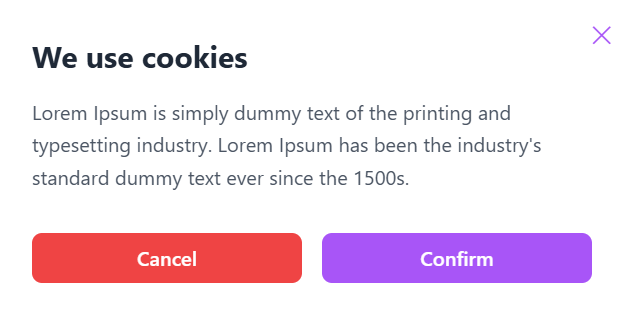 We use cookies
Lorem Ipsum is simply dummy text of the printing and
typesetting industry. Lorem Ipsum has been the industry's
standard dummy text ever since the 1500s.
Cancel
Confirm